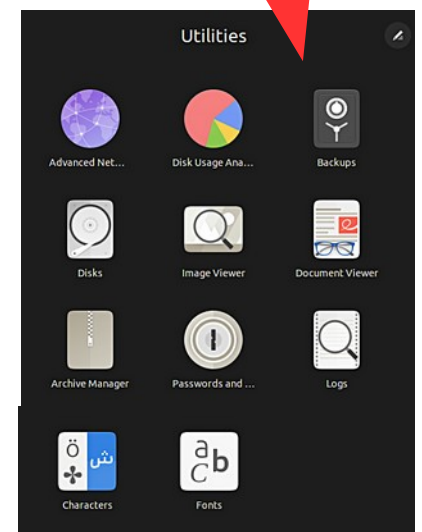 Utilities
Advanced Net... Disk Usage Ana... Backups
Disks Image Viewer Document Viewer
Archive Manager Passwords and ... Logs
ö ش
Characters Fonts
a b
C